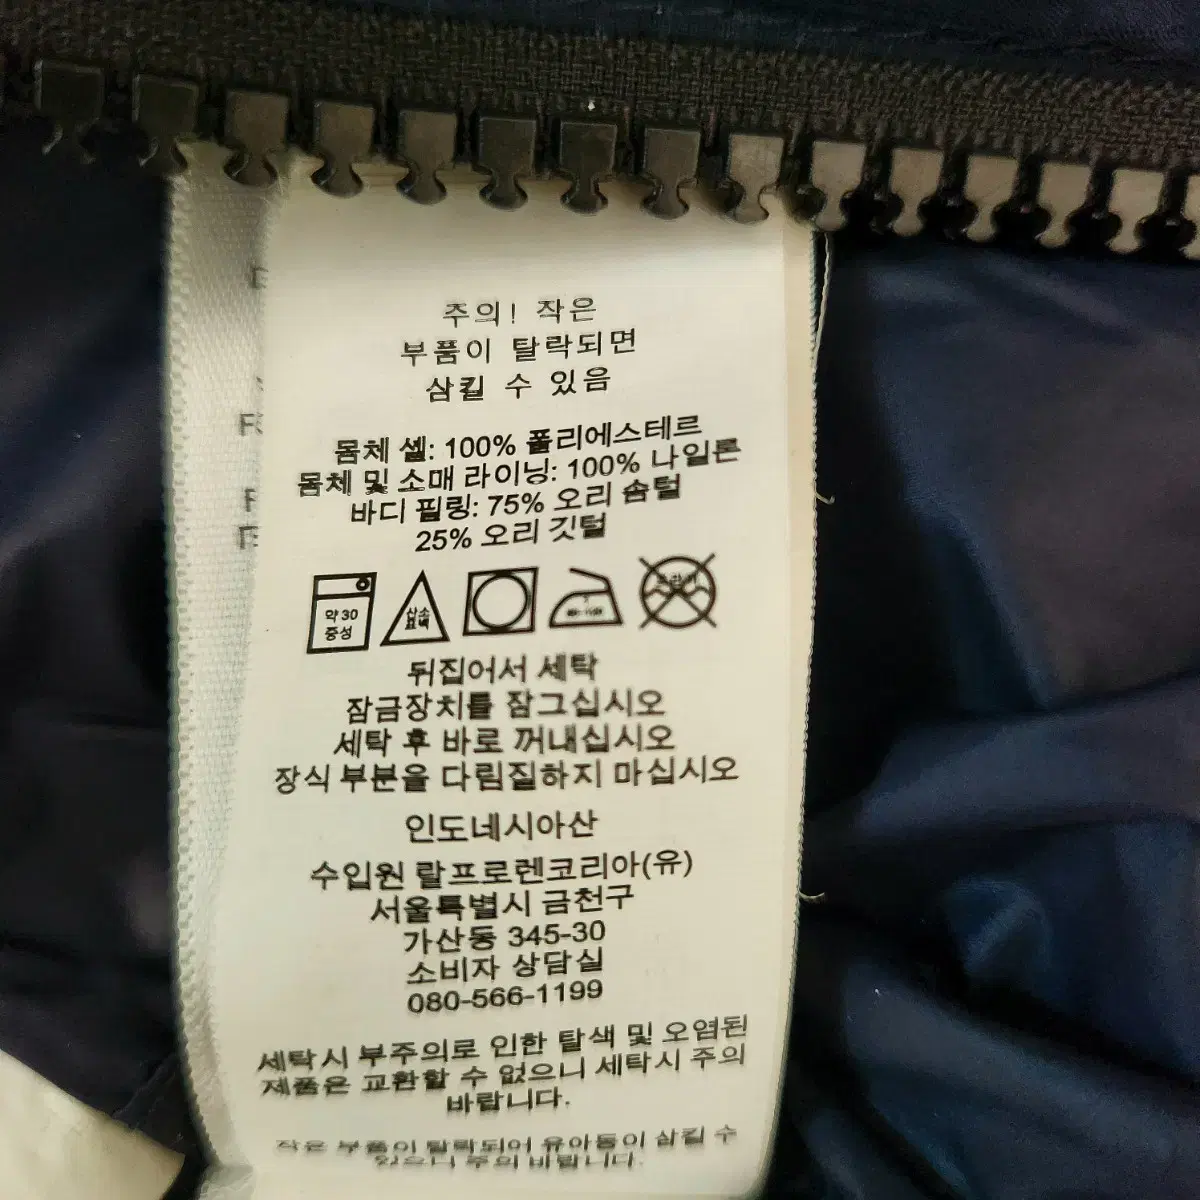 주의! 작은
부품이 탈락되면
삼킬 수 있음
몸체 셸: 100% 폴리에스테르
몸체 및 소매 라이닝: 100% 나일론
바디 필링: 75% 오리 솜털
25% 오리 깃털
약 30
중성
산소
표백
뒤집어서 세탁
잠금장치를 잠그십시오
세탁 후 바로 꺼내십시오
장식 부분을 다림질하지 마십시오
인도네시아산
수입원 랄프로렌코리아(유)
서울특별시 금천구
가산동 345-30
소비자 상담실
080-566-1199
세탁시 부주의로 인한 탈색 및 오염된
제품은 교환할 수 없으니 세탁시 주의
바랍니다.
작은 부품이 탈락되어 유아들이 삼킬 수
있으니 주의 바랍니다.